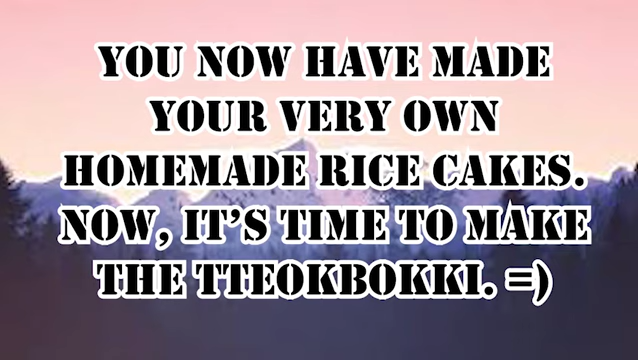 YOU NOW HAVE MADE
YOUR VERY OWN
HOMEMADE RICE CAKES.
NOW, IT'S TIME TO MAKE
THE TTEOKBOKKI. =)